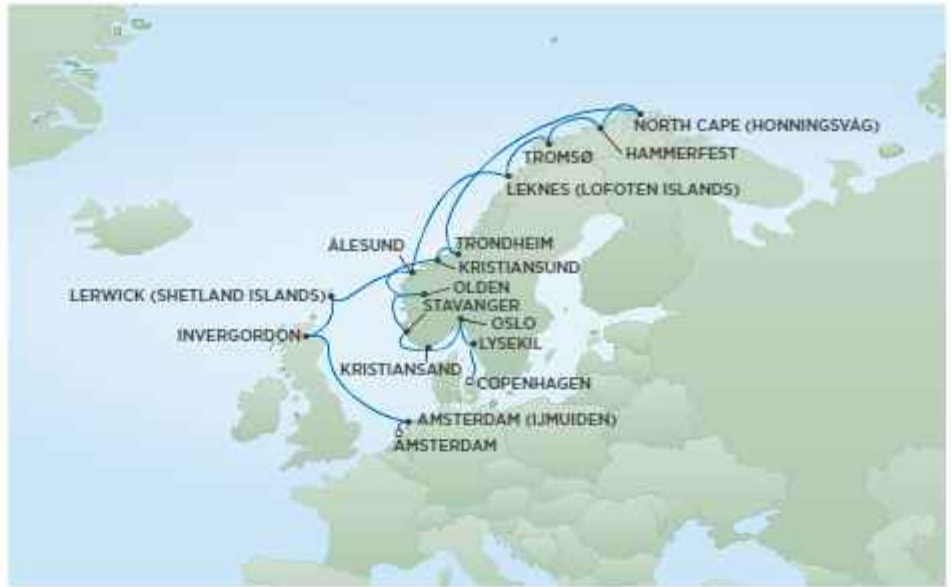 NORTH CAPE (HONNINGSVÅG)
HAMMERFEST
TROMSØ
LEKNES (LOFOTEN ISLANDS)
ÅLESUND
TRONDHEIM
KRISTIANSUND
OLDEN
LERWICK (SHETLAND ISLANDS)
STAVANGER
OSLO
INVERGORDON
LYSEKIL
KRISTIANSAND
COPENHAGEN
AMSTERDAM (IJMUIDEN)
AMSTERDAM